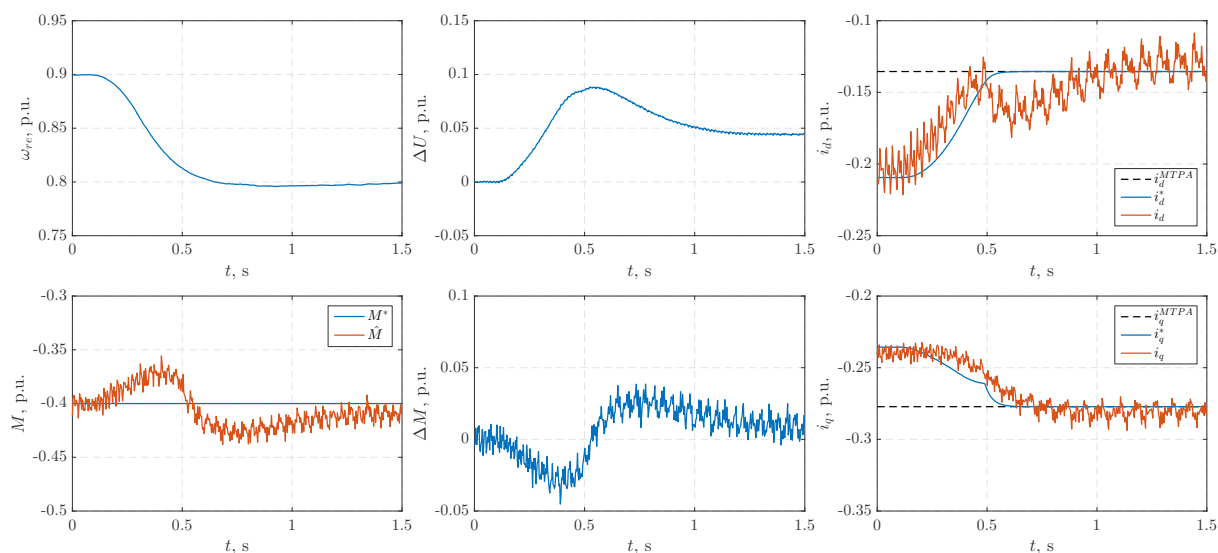 0.95
0.9
0.85
0.8
0.75
ω_re, p.u.
0 0.5 1 1.5
t, s
0.15
0.1
0.05
0
-0.05
ΔU, p.u.
0 0.5 1 1.5
t, s
-0.1
-0.15
-0.2
-0.25
i_d, p.u.
i_d^MTPA
i_d^*
i_d
0 0.5 1 1.5
t, s
-0.3
-0.35
-0.4
-0.45
-0.5
M, p.u.
M^*
M̂
0 0.5 1 1.5
t, s
0.1
0.05
0
-0.05
ΔM, p.u.
0 0.5 1 1.5
t, s
-0.2
-0.25
-0.3
-0.35
i_q, p.u.
i_q^MTPA
i_q^*
i_q
0 0.5 1 1.5
t, s